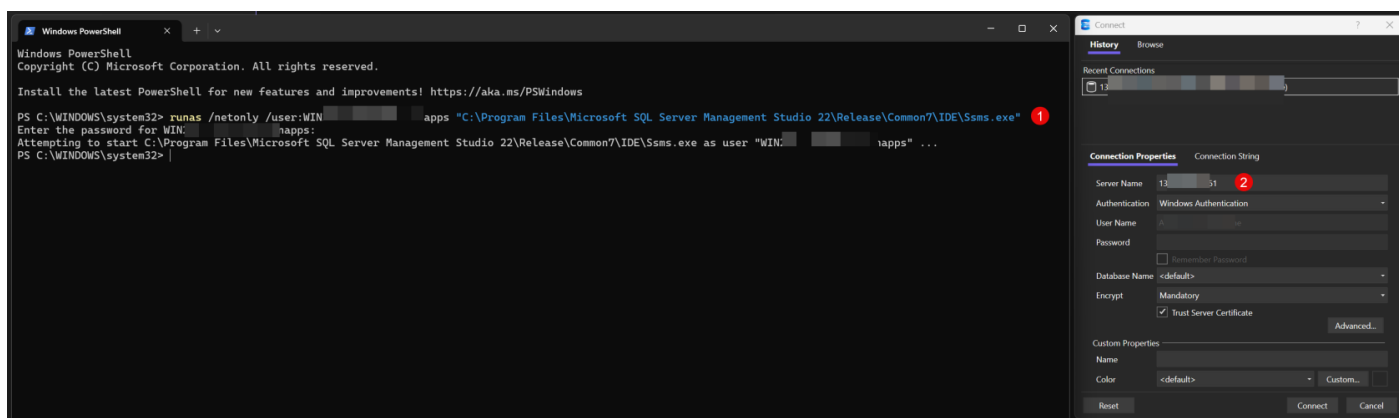 Windows PowerShell
Windows PowerShell
Copyright (C) Microsoft Corporation. All rights reserved.
Install the latest PowerShell for new features and improvements! https://aka.ms/PSWindows
PS C:\WINDOWS\system32> runas /netonly /user:WIN apps "C:\Program Files\Microsoft SQL Server Management Studio 22\Release\Common7\IDE\Ssms.exe" 1
Enter the password for WIN napps:
Attempting to start C:\Program Files\Microsoft SQL Server Management Studio 22\Release\Common7\IDE\Ssms.exe as user "WIN apps" ...
PS C:\WINDOWS\system32>
Connect
History Browse
Recent Connections
13
Connection Properties Connection String
Server Name 13 51 2
Authentication Windows Authentication
User Name
Password
Remember Password
Database Name <default>
Encrypt Mandatory
Trust Server Certificate
Advanced...
Custom Properties
Name
Color <default> Custom...
Reset Connect Cancel